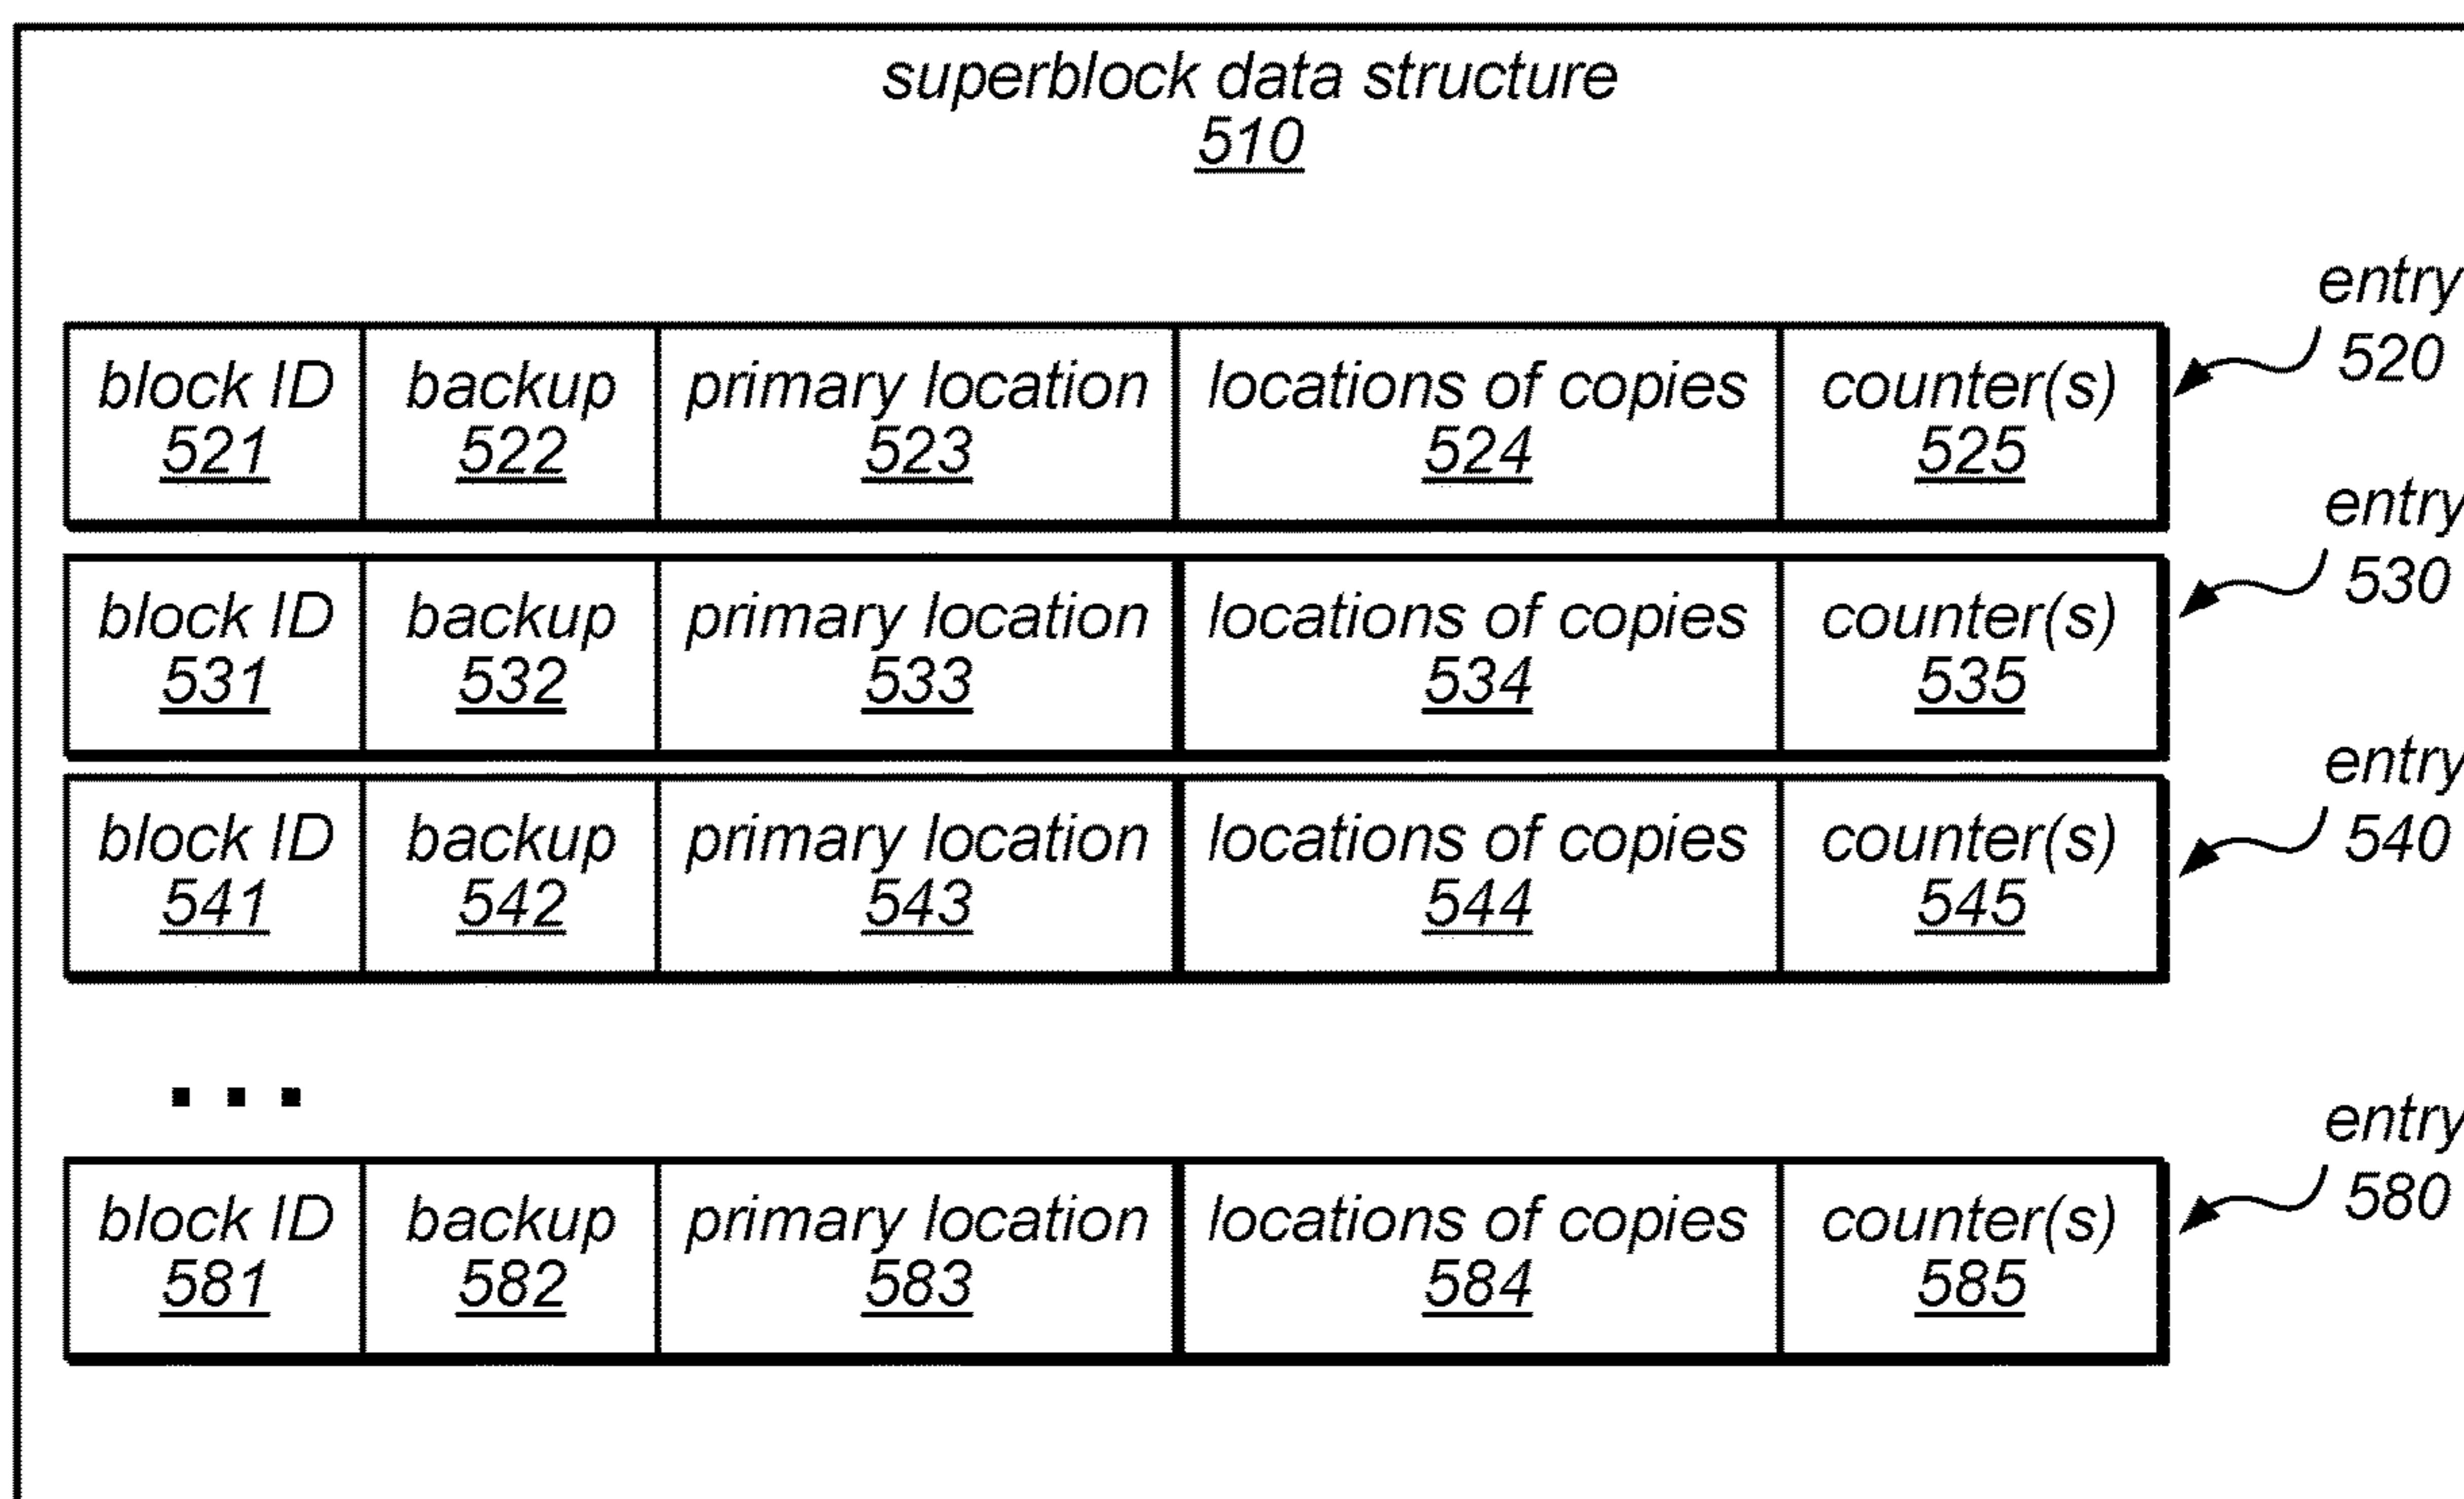 superblock data structure
510
entry
520
block ID backup primary location locations of copies counter(s)
521 522 523 524 525
entry
530
block ID backup primary location locations of copies counter(s)
531 532 533 534 535
entry
540
block ID backup primary location locations of copies counter(s)
541 542 543 544 545
...
entry
580
block ID backup primary location locations of copies counter(s)
581 582 583 584 585